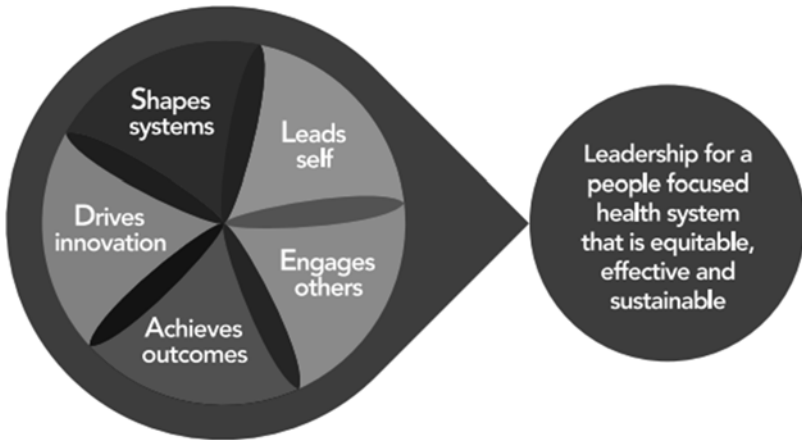 Shapes
systems
Leads
self
Engages
others
Achieves
outcomes
Drives
innovation
Leadership for a
people focused
health system
that is equitable,
effective and
sustainable